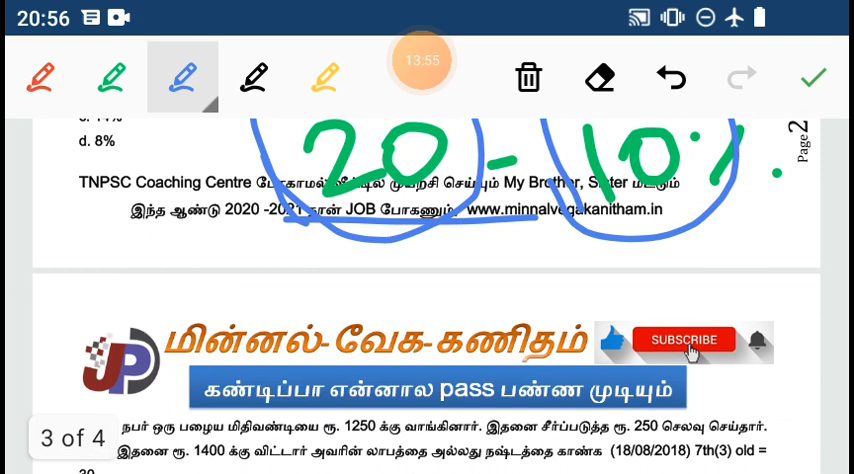 20:56
13:55
d. 8%
20 - 10%.
Page 2
TNPSC Coaching Centre போகாமல் வீட்டில் முயற்சி செய்யும் My Brother, Sister மட்டும்
இந்த ஆண்டு 2020 -2021 தான் JOB போகணும். www.minnalvegakanitham.in
JP மின்னல்-வேக-கணிதம் SUBSCRIBE
கண்டிப்பா என்னால pass பண்ண முடியும்
நபர் ஒரு பழைய மிதிவண்டியை ரூ. 1250 க்கு வாங்கினார். இதனை சீர்ப்படுத்த ரூ. 250 செலவு செய்தார்.
3 of 4
இதனை ரூ. 1400 க்கு விட்டார் அவரின் லாபத்தை அல்லது நஷ்டத்தை காண்க (18/08/2018) 7th(3) old =